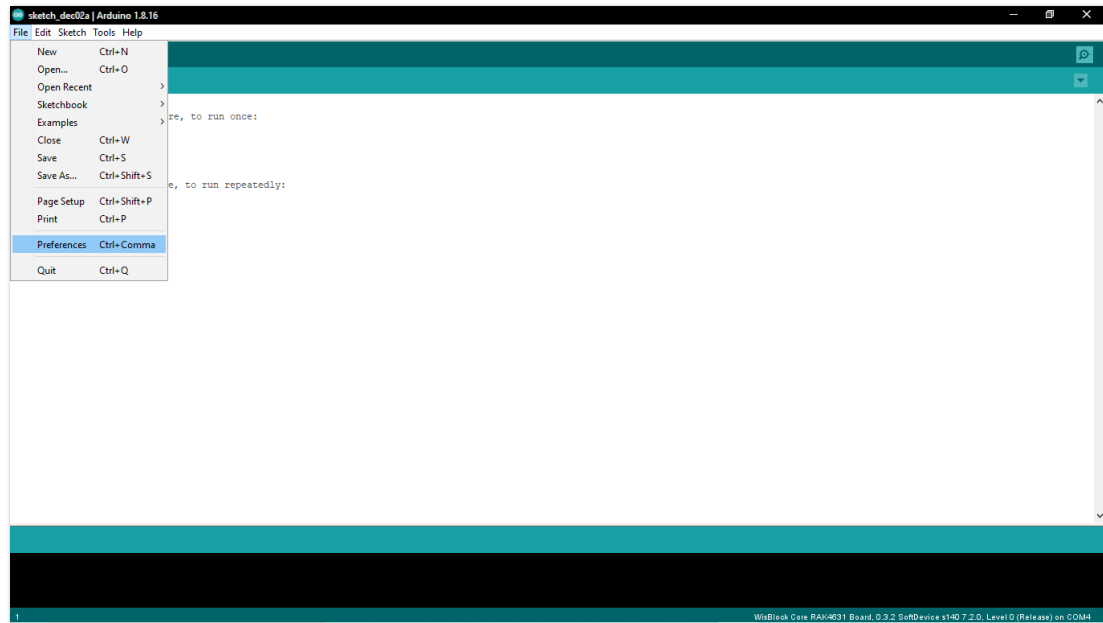 sketch_dec02a | Arduino 1.8.16
File Edit Sketch Tools Help
New Ctrl+N
Open... Ctrl+O
Open Recent
Sketchbook
Examples
Close Ctrl+W
Save Ctrl+S
Save As... Ctrl+Shift+S
Page Setup Ctrl+Shift+P
Print Ctrl+P
Preferences Ctrl+Comma
Quit Ctrl+Q
re, to run once:
e, to run repeatedly:
1 WisBlock Core RAK4631 Board, 0.3.2 SoftDevice s140 7.2.0, Level 0 (Release) on COM4